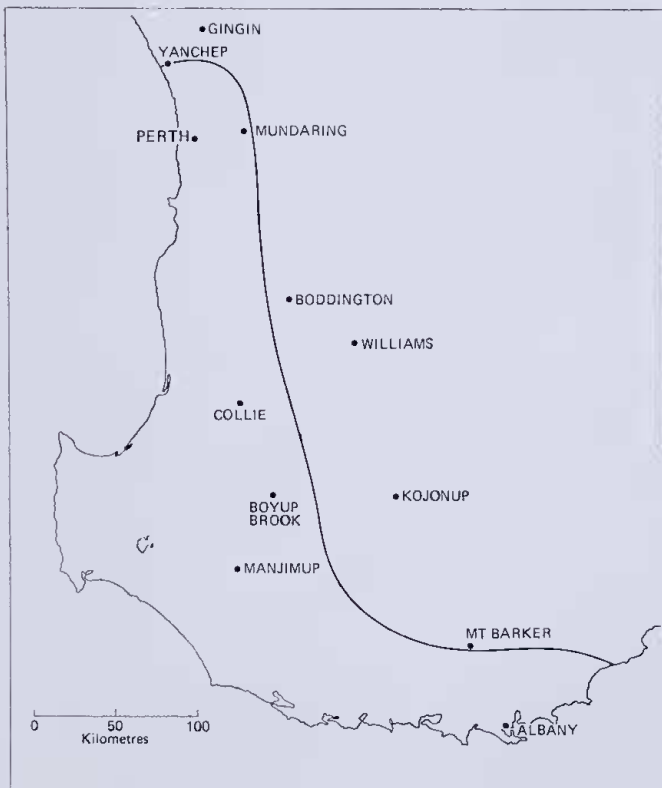 GINGIN
YANCHEP
PERTH
MUNDARING
BODDINGTON
WILLIAMS
COLLIE
BOYUP
BROOK
KOJONUP
MANJIMUP
MT BARKER
0 50 100
Kilometres
ALBANY